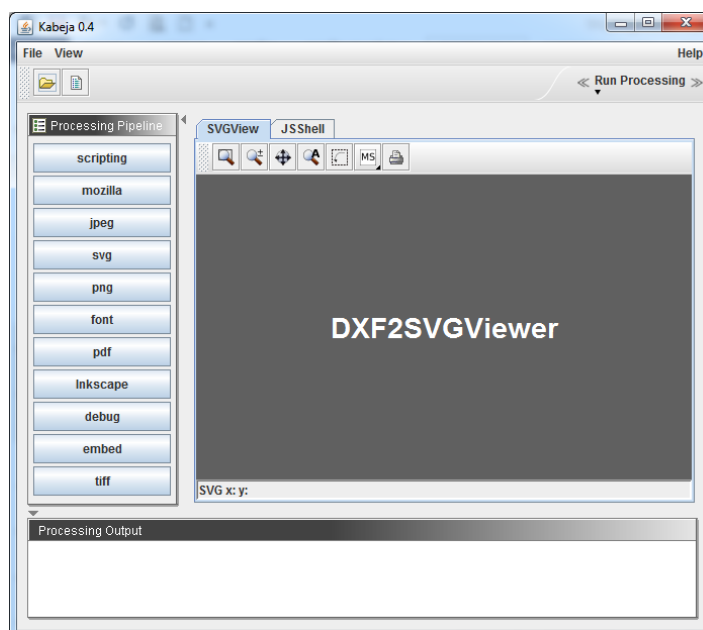 Kabeja 0.4
File View Help
Run Processing
Processing Pipeline
scripting
mozilla
jpeg
svg
png
font
pdf
Inkscape
debug
embed
tiff
SVGView JSShell
A MS
DXF2SVGViewer
SVG x: y:
Processing Output